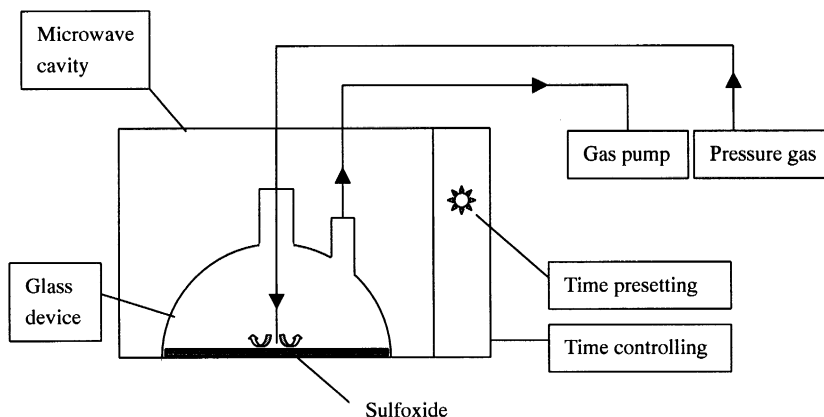 Microwave
cavity
Gas pump
Pressure gas
Glass
device
Time presetting
Time controlling
Sulfoxide